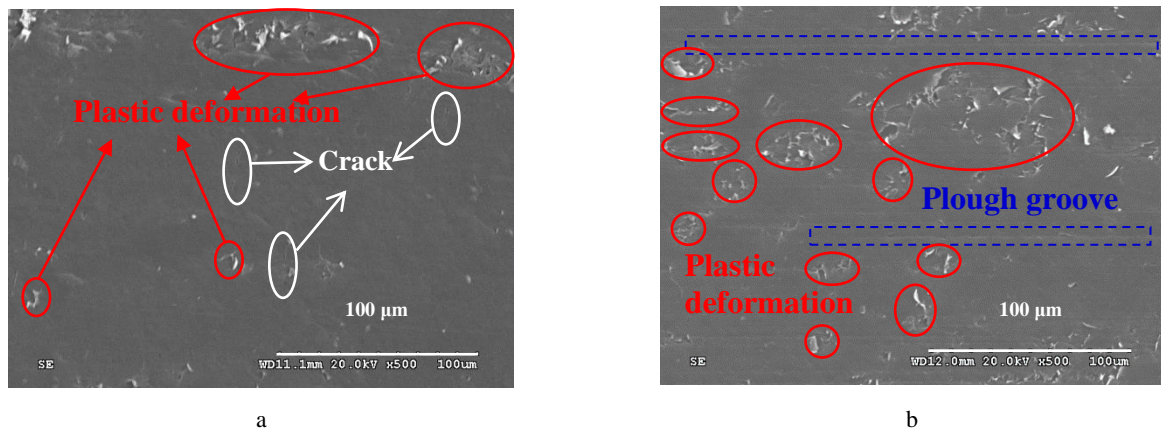 Plastic deformation
Crack
100 μm
SE
WD11.1mm 20.0kV x500 100um
a
Plough groove
Plastic
deformation
100 μm
SE
WD12.0mm 20.0kV x500 100um
b